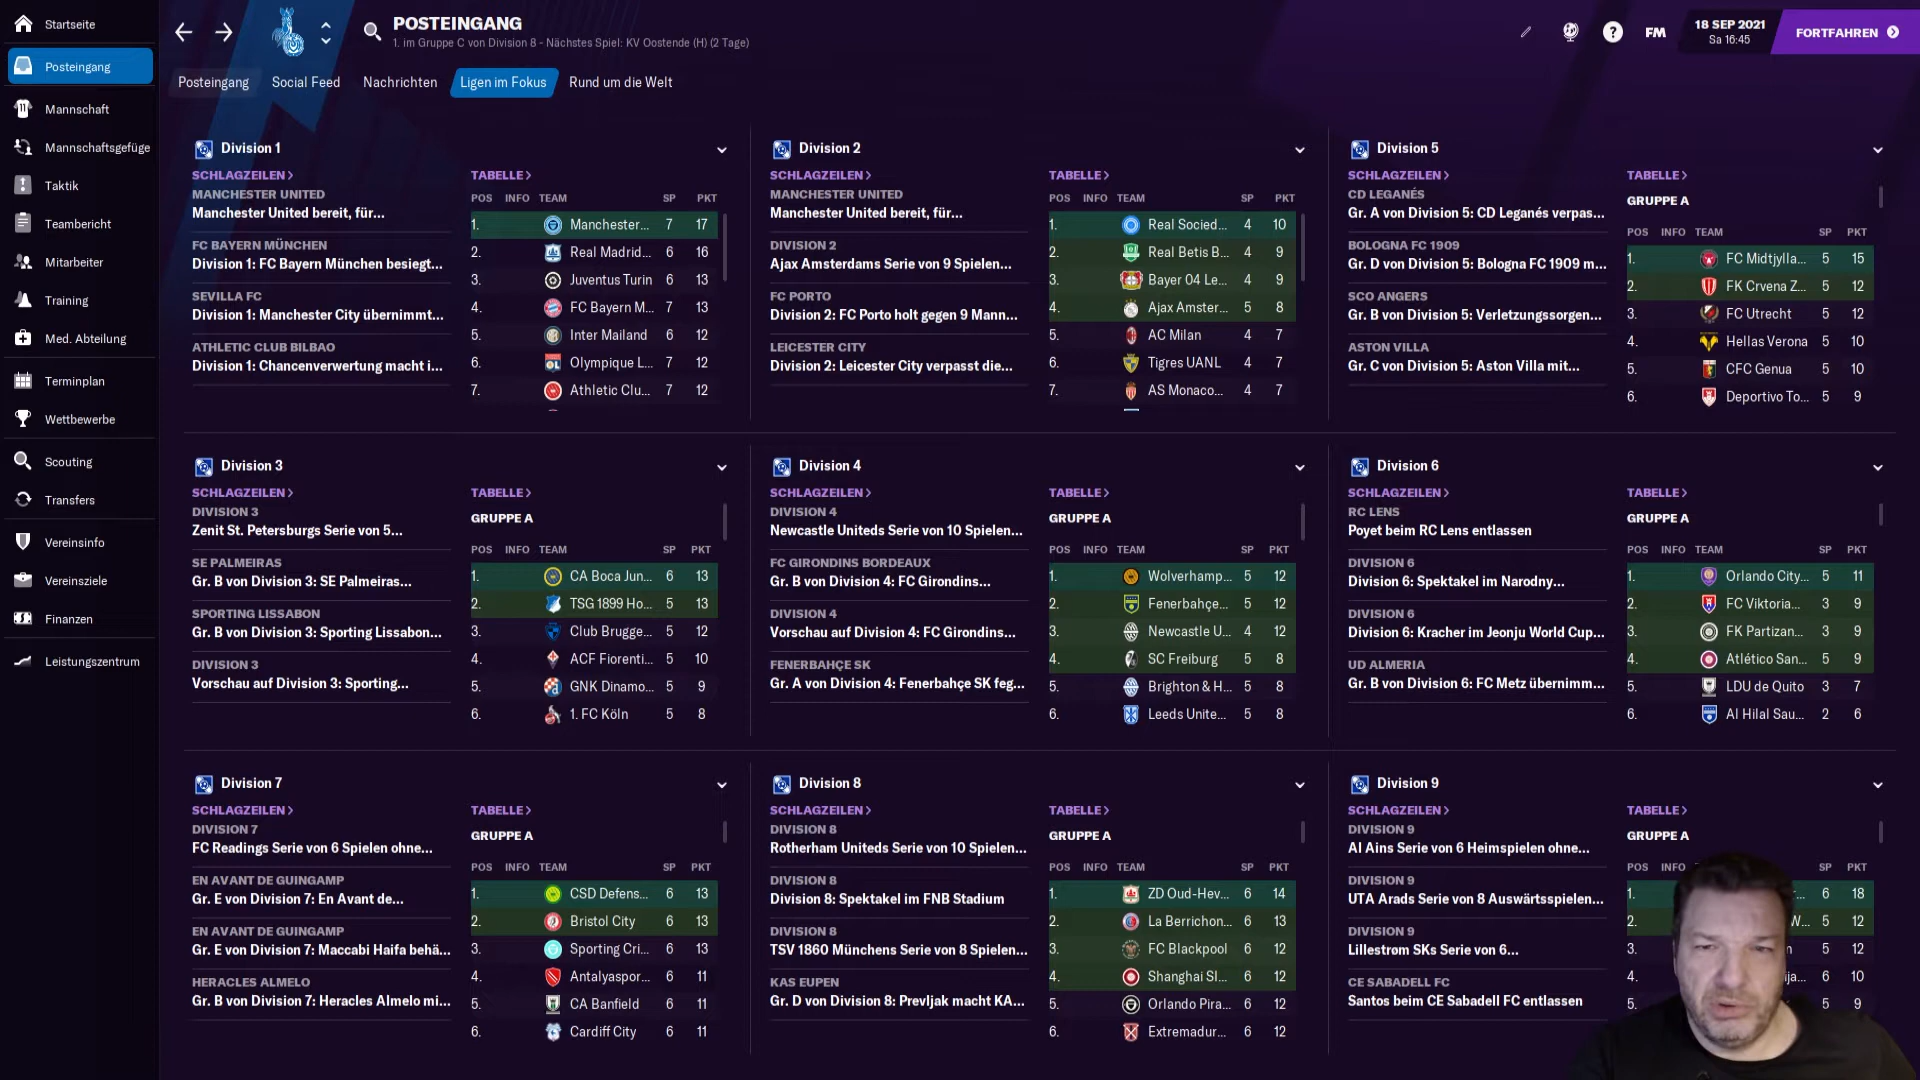 Startseite
Posteingang
Mannschaft
Mannschaftsgefüge
Taktik
Teambericht
Mitarbeiter
Training
Med. Abteilung
Terminplan
Wettbewerbe
Scouting
Transfers
Vereinsinfo
Vereinsziele
Finanzen
Leistungszentrum
POSTEINGANG
1. im Gruppe C von Division 8 - Nächstes Spiel: KV Oostende (H) (2 Tage)
FM
18 SEP 2021
Sa 16:45
FORTFAHREN
Posteingang Social Feed Nachrichten Ligen im Fokus Rund um die Welt
Division 1
SCHLAGZEILEN >
MANCHESTER UNITED
Manchester United bereit, für...
FC BAYERN MÜNCHEN
Division 1: FC Bayern München besiegt...
SEVILLA FC
Division 1: Manchester City übernimmt...
ATHLETIC CLUB BILBAO
Division 1: Chancenverwertung macht i...
TABELLE >
POS INFO TEAM SP PKT
1. Manchester... 7 17
2. Real Madrid... 6 16
3. Juventus Turin 6 13
4. FC Bayern M... 7 13
5. Inter Mailand 6 12
6. Olympique L... 7 12
7. Athletic Clu... 7 12
Division 2
SCHLAGZEILEN >
MANCHESTER UNITED
Manchester United bereit, für...
DIVISION 2
Ajax Amsterdams Serie von 9 Spielen...
FC PORTO
Division 2: FC Porto holt gegen 9 Mann...
LEICESTER CITY
Division 2: Leicester City verpasst die...
TABELLE >
POS INFO TEAM SP PKT
1. Real Socied... 4 10
2. Real Betis B... 4 9
3. Bayer 04 Le... 4 9
4. Ajax Amster... 5 8
5. AC Milan 4 7
6. Tigres UANL 4 7
7. AS Monaco... 4 7
Division 5
SCHLAGZEILEN >
CD LEGANÉS
Gr. A von Division 5: CD Leganés verpas...
BOLOGNA FC 1909
Gr. D von Division 5: Bologna FC 1909 m...
SCO ANGERS
Gr. B von Division 5: Verletzungssorgen...
ASTON VILLA
Gr. C von Division 5: Aston Villa mit...
TABELLE >
GRUPPE A
POS INFO TEAM SP PKT
1. FC Midtjylla... 5 15
2. FK Crvena Z... 5 12
3. FC Utrecht 5 12
4. Hellas Verona 5 10
5. CFC Genua 5 10
6. Deportivo To... 5 9
Division 3
SCHLAGZEILEN >
DIVISION 3
Zenit St. Petersburgs Serie von 5...
SE PALMEIRAS
Gr. B von Division 3: SE Palmeiras...
SPORTING LISSABON
Gr. B von Division 3: Sporting Lissabon...
DIVISION 3
Vorschau auf Division 3: Sporting...
TABELLE >
GRUPPE A
POS INFO TEAM SP PKT
1. CA Boca Jun... 6 13
2. TSG 1899 Ho... 5 13
3. Club Brugge... 5 12
4. ACF Fiorenti... 5 10
5. GNK Dinamo... 5 9
6. 1. FC Köln 5 8
Division 4
SCHLAGZEILEN >
DIVISION 4
Newcastle Uniteds Serie von 10 Spielen...
FC GIRONDINS BORDEAUX
Gr. B von Division 4: FC Girondins...
DIVISION 4
Vorschau auf Division 4: FC Girondins...
FENERBAHÇE SK
Gr. A von Division 4: Fenerbahçe SK feg...
TABELLE >
GRUPPE A
POS INFO TEAM SP PKT
1. Wolverhamp... 5 12
2. Fenerbahçe... 5 12
3. Newcastle U... 4 12
4. SC Freiburg 5 8
5. Brighton & H... 5 8
6. Leeds Unite... 5 8
Division 6
SCHLAGZEILEN >
RC LENS
Poyet beim RC Lens entlassen
DIVISION 6
Division 6: Spektakel im Narodny...
DIVISION 6
Division 6: Kracher im Jeonju World Cup...
UD ALMERIA
Gr. B von Division 6: FC Metz übernimm...
TABELLE >
GRUPPE A
POS INFO TEAM SP PKT
1. Orlando City... 5 11
2. FC Viktoria... 3 9
3. FK Partizan... 3 9
4. Atlético San... 5 9
5. LDU de Quito 3 7
6. Al Hilal Sau... 2 6
Division 7
SCHLAGZEILEN >
DIVISION 7
FC Readings Serie von 6 Spielen ohne...
EN AVANT DE GUINGAMP
Gr. E von Division 7: En Avant de...
EN AVANT DE GUINGAMP
Gr. E von Division 7: Maccabi Haifa behä...
HERACLES ALMELO
Gr. B von Division 7: Heracles Almelo mi...
TABELLE >
GRUPPE A
POS INFO TEAM SP PKT
1. CSD Defens... 6 13
2. Bristol City 6 13
3. Sporting Cri... 6 13
4. Antalyaspor... 6 11
5. CA Banfield 6 11
6. Cardiff City 6 11
Division 8
SCHLAGZEILEN >
DIVISION 8
Rotherham Uniteds Serie von 10 Spielen...
DIVISION 8
Division 8: Spektakel im FNB Stadium
DIVISION 8
TSV 1860 Münchens Serie von 8 Spielen...
KAS EUPEN
Gr. D von Division 8: Prevljak macht KA...
TABELLE >
GRUPPE A
POS INFO TEAM SP PKT
1. ZD Oud-Hev... 6 14
2. La Berrichon... 6 13
3. FC Blackpool 6 12
4. Shanghai SI... 6 12
5. Orlando Pira... 6 12
6. Extremadur... 6 12
Division 9
SCHLAGZEILEN >
DIVISION 9
Al Ains Serie von 6 Heimspielen ohne...
DIVISION 9
UTA Arads Serie von 8 Auswärtsspielen...
DIVISION 9
Lillestrøm SKs Serie von 6...
CE SABADELL FC
Santos beim CE Sabadell FC entlassen
TABELLE >
GRUPPE A
POS INFO SP PKT
1. 6 18
2. 5 12
3. 5 12
4. 6 10
5. 5 9